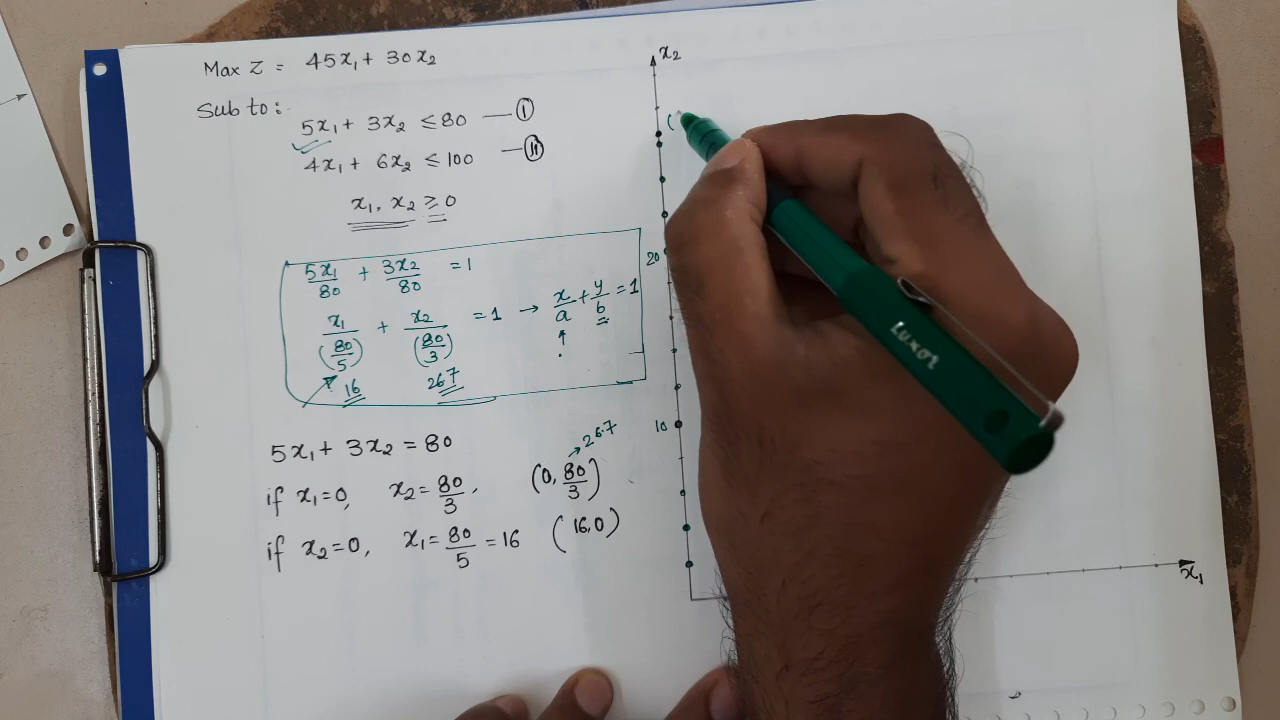 Max Z = 45x₁ + 30x₂
Sub to:
5x₁ + 3x₂ ≤ 80 — (I)
4x₁ + 6x₂ ≤ 100 — (II)
x₁, x₂ ≥ 0
5x₁/80 + 3x₂/80 = 1
x₁/(80/5) + x₂/(80/3) = 1 → x/a + y/b = 1
16 26.7
5x₁ + 3x₂ = 80
if x₁=0, x₂ = 80/3. (0, 80/3) → 26.7
if x₂=0, x₁ = 80/5 = 16 (16,0)
x₂
(
20
10
x₁
Luxor